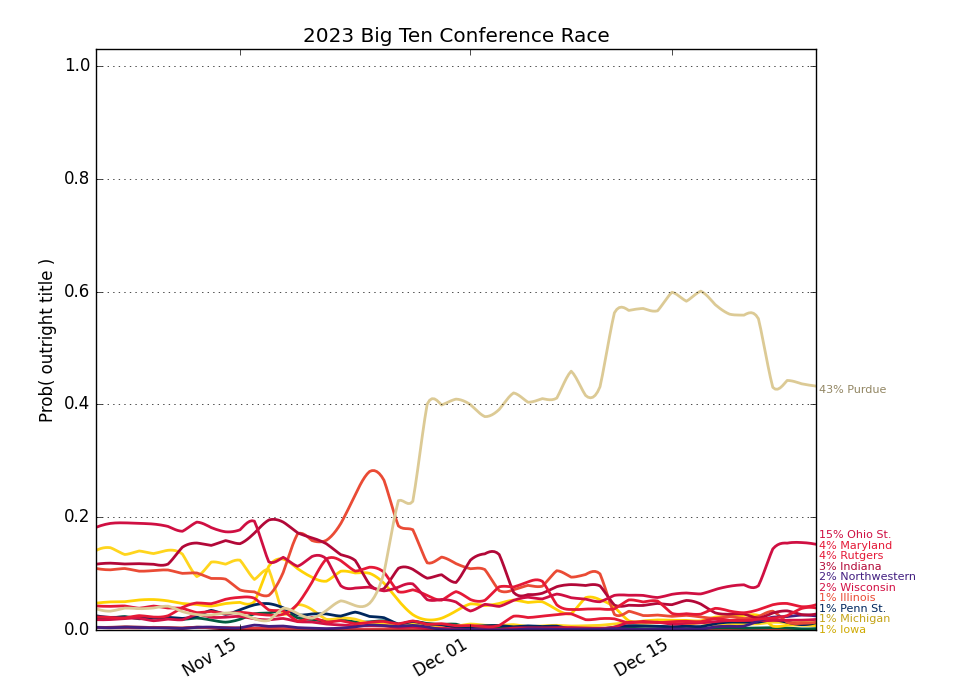 2023 Big Ten Conference Race
Prob( outright title )
1.0
0.8
0.6
0.4
0.2
0.0
Nov 15
Dec 01
Dec 15
43% Purdue
15% Ohio St.
4% Maryland
4% Rutgers
3% Indiana
2% Northwestern
2% Wisconsin
1% Illinois
1% Penn St.
1% Michigan
1% Iowa